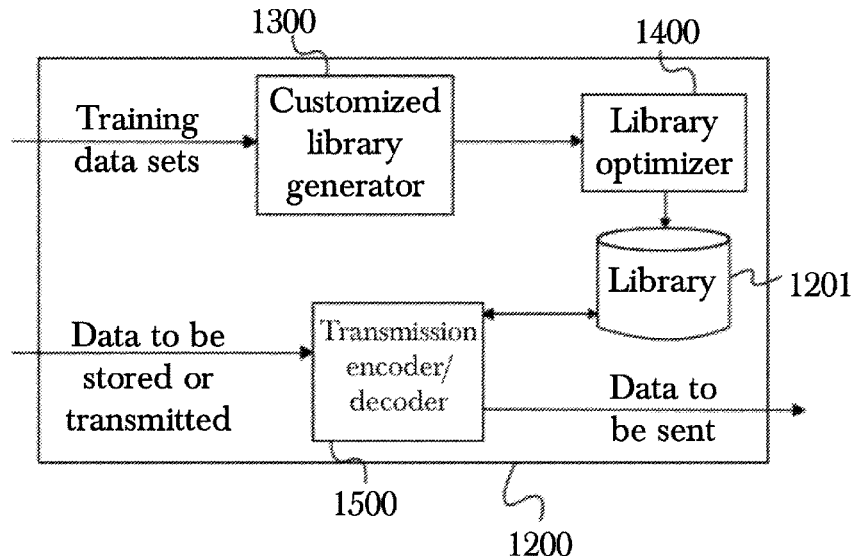 1300
1400
Training
data sets
Customized
library
generator
Library
optimizer
Library
1201
Data to be
stored or
transmitted
Transmission
encoder/
decoder
Data to
be sent
1500
1200